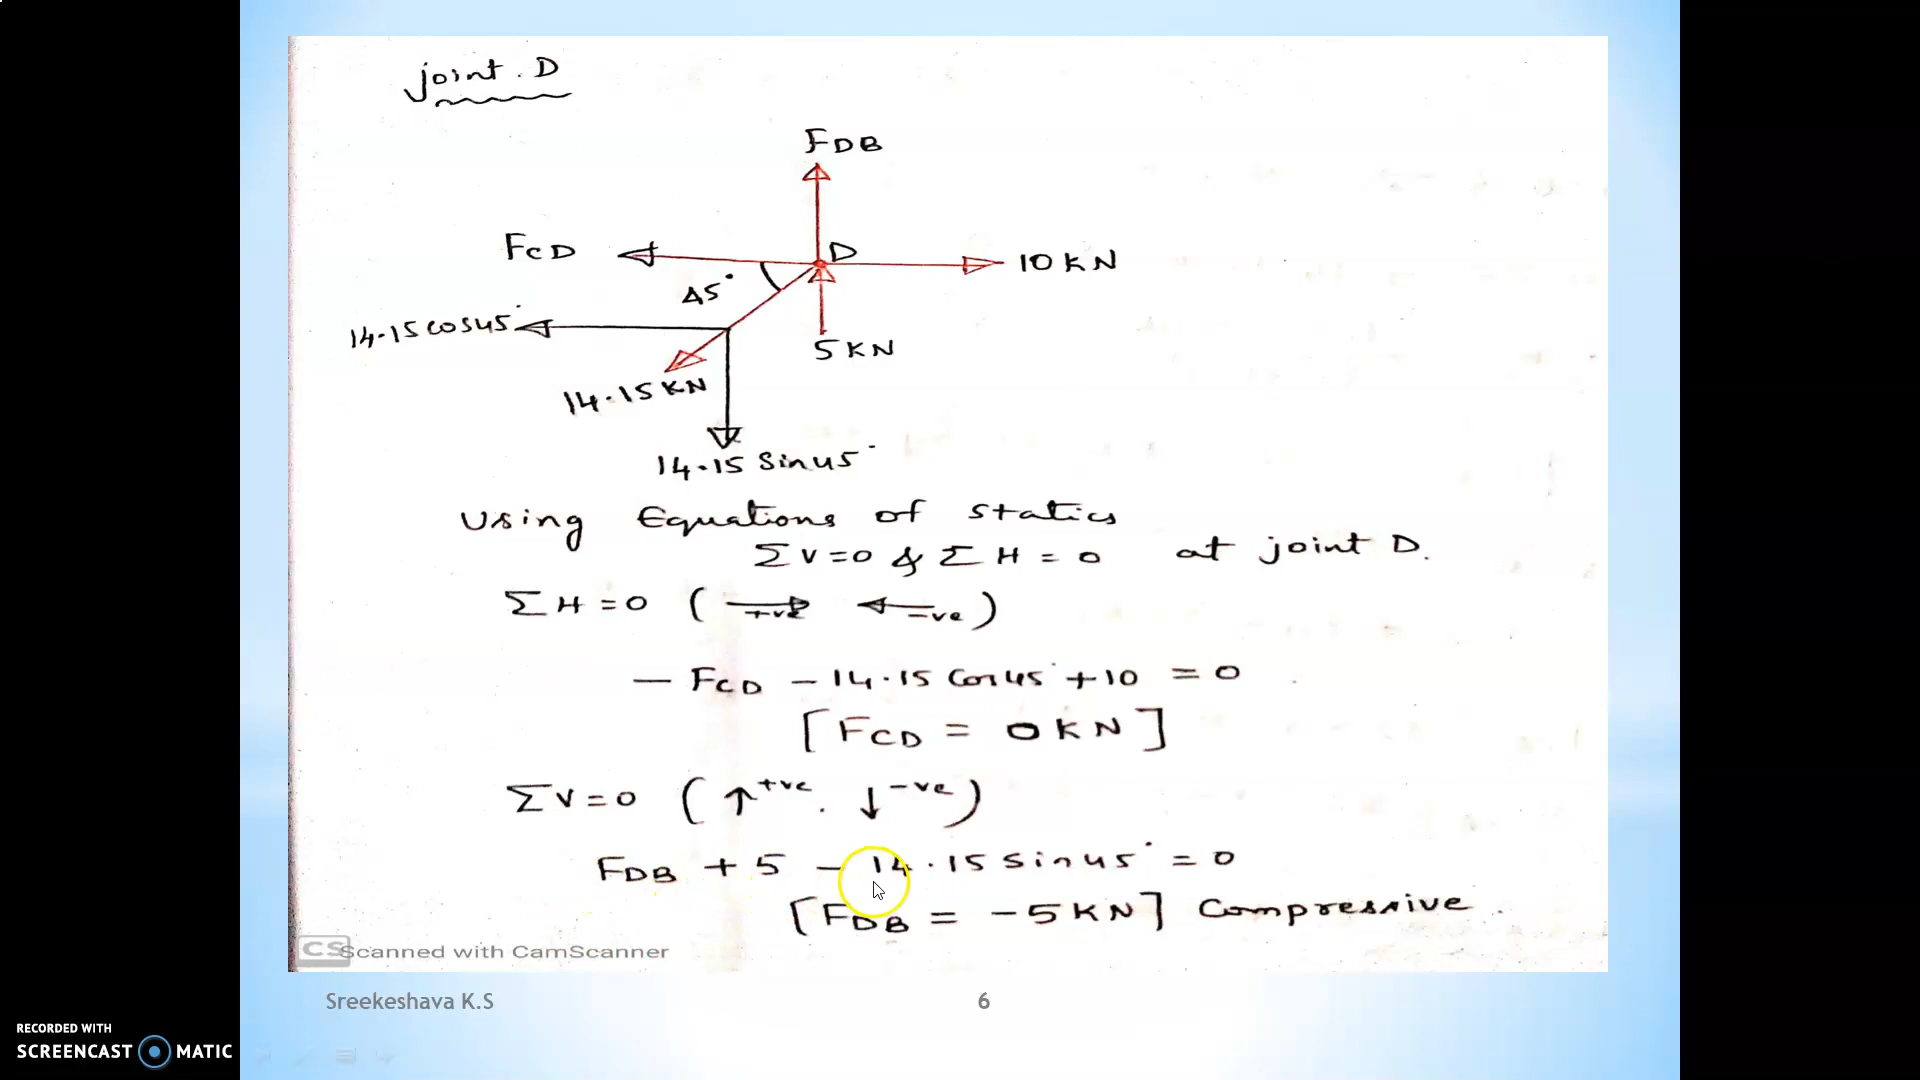 joint. D
FDB
FCD
D
10 KN
45°
14.15 cos45°
5 KN
14.15 KN
14.15 Sin45°
Using Equations of statics
ΣV=0 & ΣH=0 at joint D.
ΣH=0 ( → +ve ← -ve )
- FCD - 14.15 Cos45° + 10 = 0
[FCD = 0 KN]
ΣV=0 ( ↑ +ve . ↓ -ve )
FDB + 5 - 14.15 Sin45° = 0
[FDB = -5 KN] Compressive.
CS Scanned with CamScanner
Sreekeshava K.S
6
RECORDED WITH
SCREENCAST MATIC